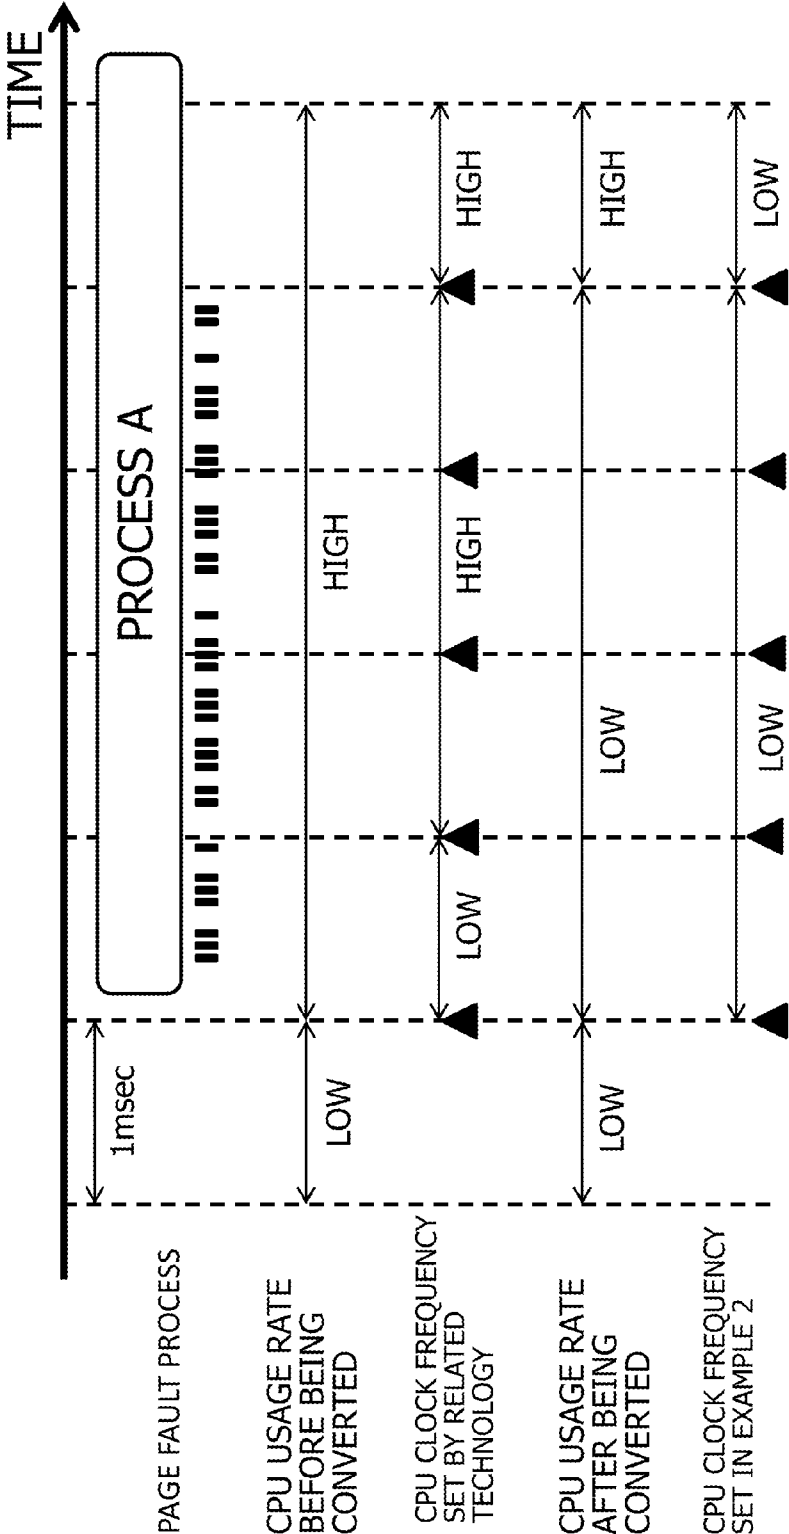 TIME
1msec
PROCESS A
PAGE FAULT PROCESS
CPU USAGE RATE
BEFORE BEING
CONVERTED
LOW
HIGH
CPU CLOCK FREQUENCY
SET BY RELATED
TECHNOLOGY
LOW
HIGH
HIGH
CPU USAGE RATE
AFTER BEING
CONVERTED
LOW
LOW
HIGH
CPU CLOCK FREQUENCY
SET IN EXAMPLE 2
LOW
LOW